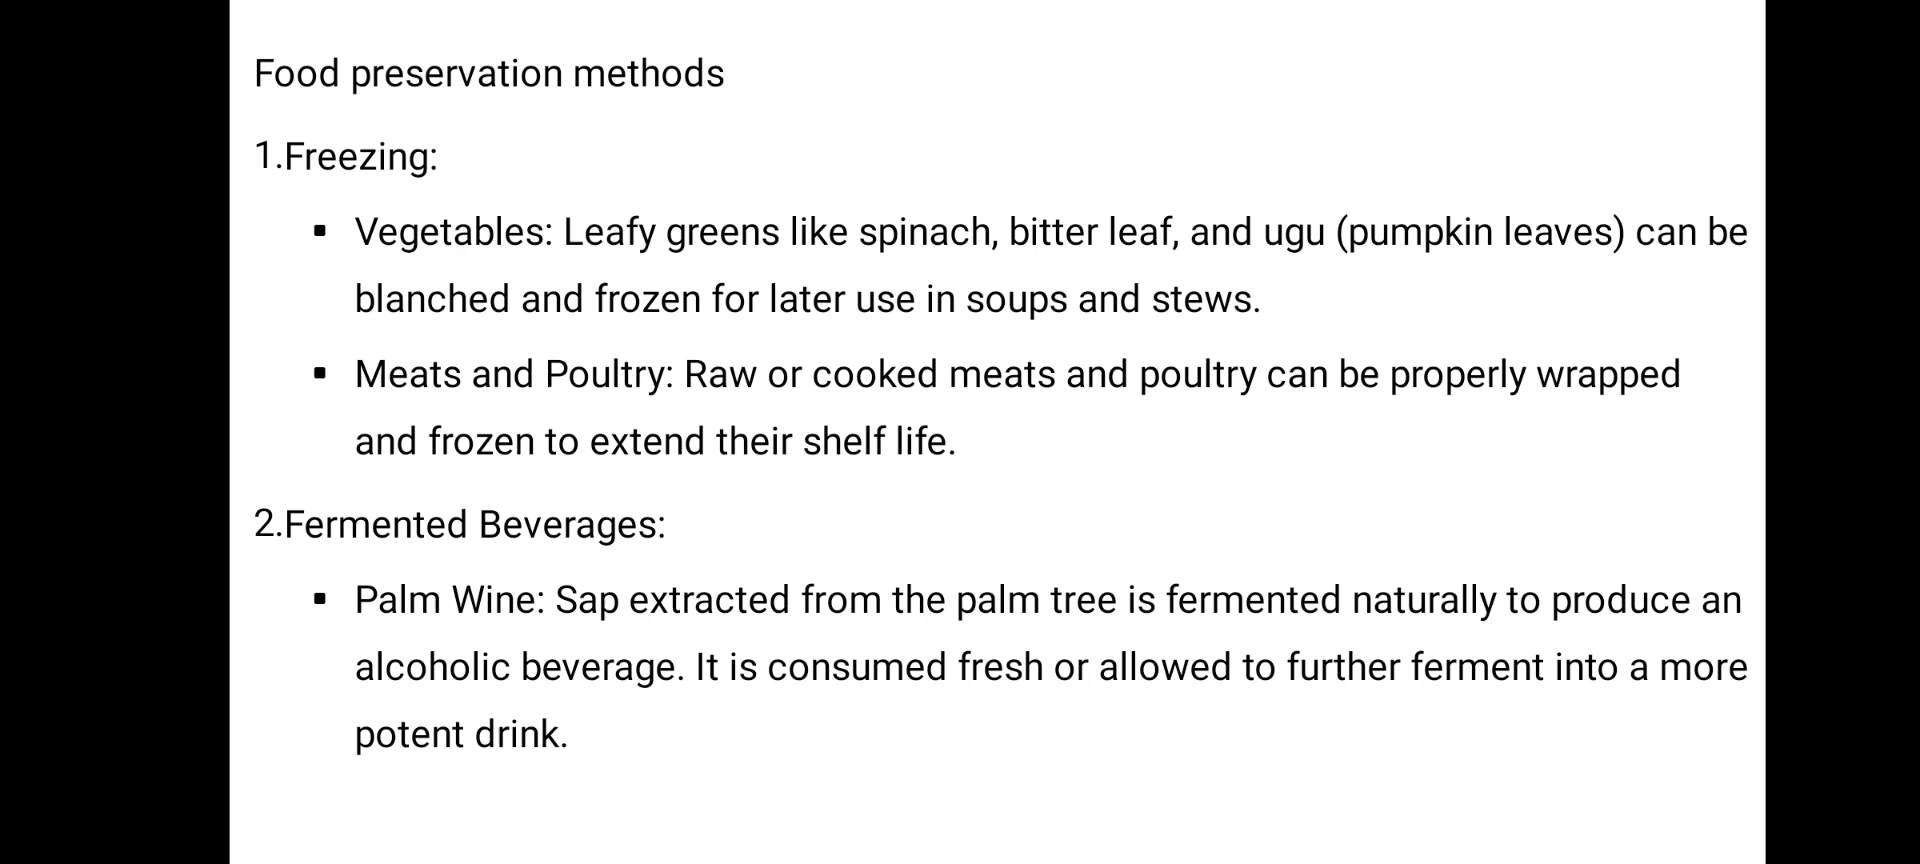 Food preservation methods
1.Freezing:
▪ Vegetables: Leafy greens like spinach, bitter leaf, and ugu (pumpkin leaves) can be
blanched and frozen for later use in soups and stews.
▪ Meats and Poultry: Raw or cooked meats and poultry can be properly wrapped
and frozen to extend their shelf life.
2.Fermented Beverages:
▪ Palm Wine: Sap extracted from the palm tree is fermented naturally to produce an
alcoholic beverage. It is consumed fresh or allowed to further ferment into a more
potent drink.